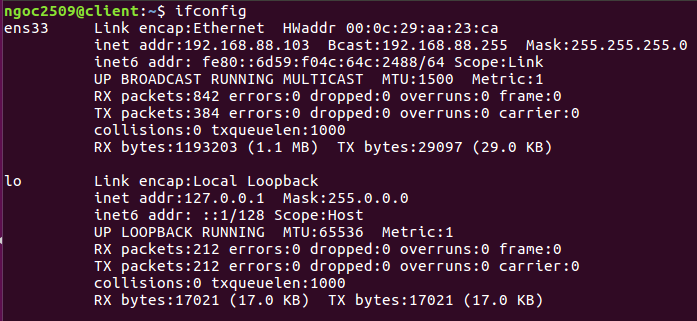 ngoc2509@client:~$ ifconfig
ens33     Link encap:Ethernet  HWaddr 00:0c:29:aa:23:ca
          inet addr:192.168.88.103  Bcast:192.168.88.255  Mask:255.255.255.0
          inet6 addr: fe80::6d59:f04c:64c:2488/64 Scope:Link
          UP BROADCAST RUNNING MULTICAST  MTU:1500  Metric:1
          RX packets:842 errors:0 dropped:0 overruns:0 frame:0
          TX packets:384 errors:0 dropped:0 overruns:0 carrier:0
          collisions:0 txqueuelen:1000
          RX bytes:1193203 (1.1 MB)  TX bytes:29097 (29.0 KB)

lo        Link encap:Local Loopback
          inet addr:127.0.0.1  Mask:255.0.0.0
          inet6 addr: ::1/128 Scope:Host
          UP LOOPBACK RUNNING  MTU:65536  Metric:1
          RX packets:212 errors:0 dropped:0 overruns:0 frame:0
          TX packets:212 errors:0 dropped:0 overruns:0 carrier:0
          collisions:0 txqueuelen:1000
          RX bytes:17021 (17.0 KB)  TX bytes:17021 (17.0 KB)